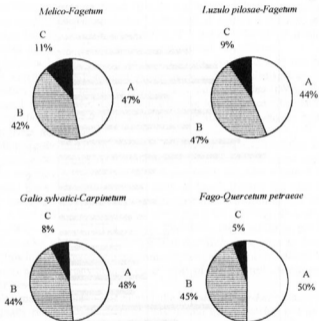 Melico-Fagetum
C
11%
A
47%
B
42%
Luzulo pilosae-Fagetum
C
9%
A
44%
B
47%
Galio sylvatici-Carpinetum
C
8%
A
48%
B
44%
Fago-Quercetum petraeae
C
5%
A
50%
B
45%